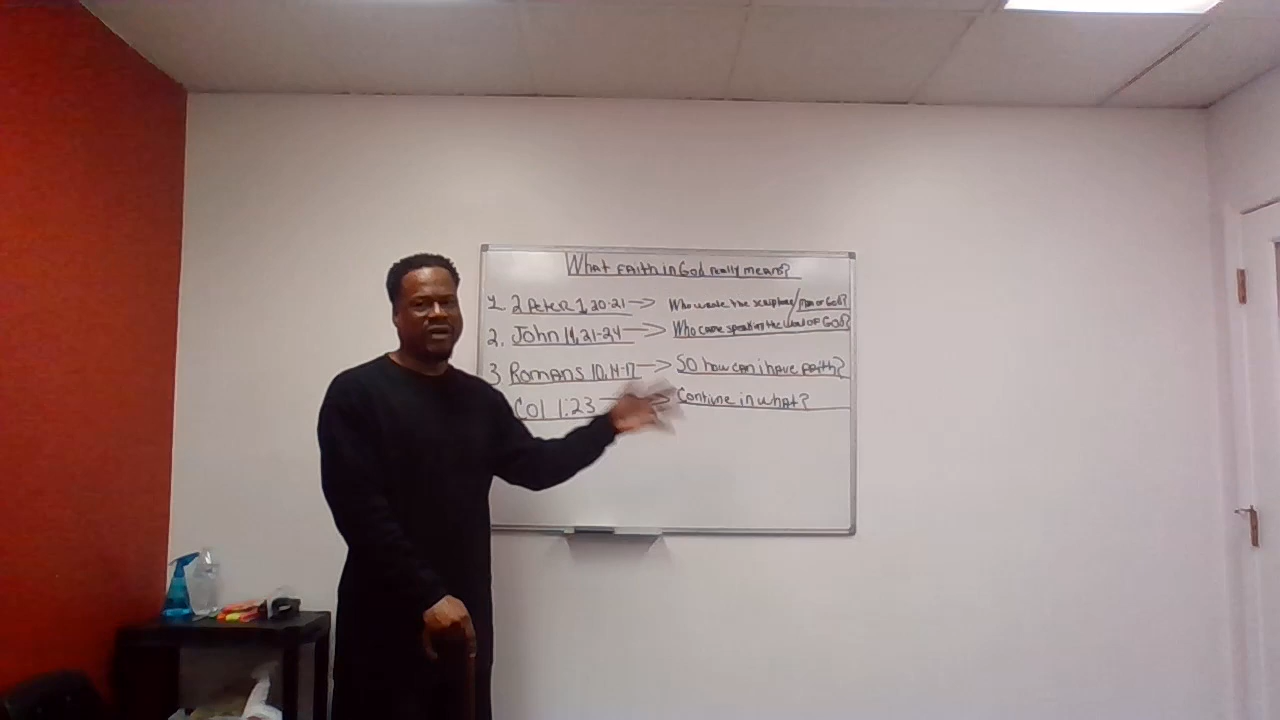 What Faith in God really means?
1. 2 Peter 1,20-21 → Who wrote the scriptures/man or God?
2. John 14,21-24 → Who came speaking the word of God?
3 Romans 10,14-17 → So how can i have faith?
Col 1:23 → Continue in what?